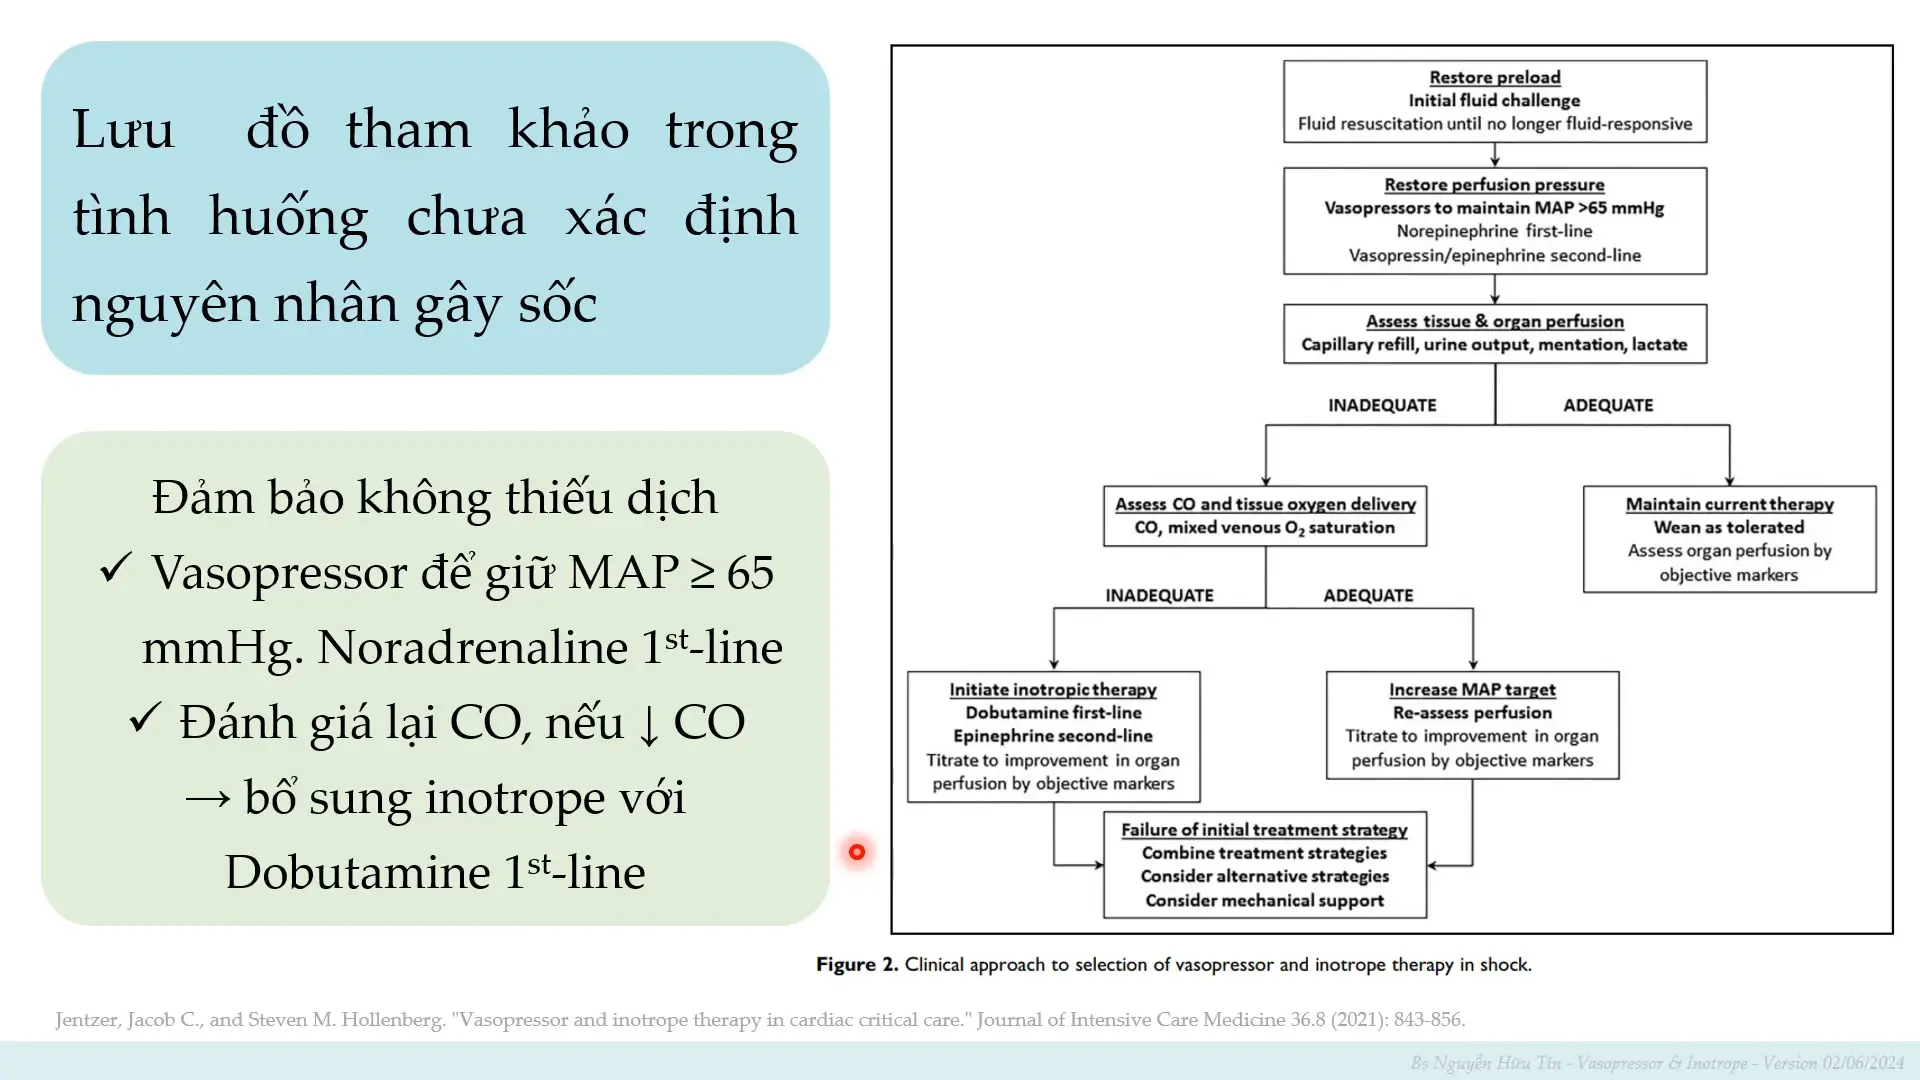 Lưu đồ tham khảo trong
tình huống chưa xác định
nguyên nhân gây sốc
Đảm bảo không thiếu dịch
✓ Vasopressor để giữ MAP ≥ 65
mmHg. Noradrenaline 1st-line
✓ Đánh giá lại CO, nếu ↓ CO
→ bổ sung inotrope với
Dobutamine 1st-line
Restore preload
Initial fluid challenge
Fluid resuscitation until no longer fluid-responsive
Restore perfusion pressure
Vasopressors to maintain MAP >65 mmHg
Norepinephrine first-line
Vasopressin/epinephrine second-line
Assess tissue & organ perfusion
Capillary refill, urine output, mentation, lactate
INADEQUATE
ADEQUATE
Assess CO and tissue oxygen delivery
CO, mixed venous O2 saturation
Maintain current therapy
Wean as tolerated
Assess organ perfusion by
objective markers
INADEQUATE
ADEQUATE
Initiate inotropic therapy
Dobutamine first-line
Epinephrine second-line
Titrate to improvement in organ
perfusion by objective markers
Increase MAP target
Re-assess perfusion
Titrate to improvement in organ
perfusion by objective markers
Failure of initial treatment strategy
Combine treatment strategies
Consider alternative strategies
Consider mechanical support
Figure 2. Clinical approach to selection of vasopressor and inotrope therapy in shock.
Jentzer, Jacob C., and Steven M. Hollenberg. "Vasopressor and inotrope therapy in cardiac critical care." Journal of Intensive Care Medicine 36.8 (2021): 843-856.
Bs Nguyễn Hữu Tín - Vasopressor & Inotrope - Version 02/06/2024